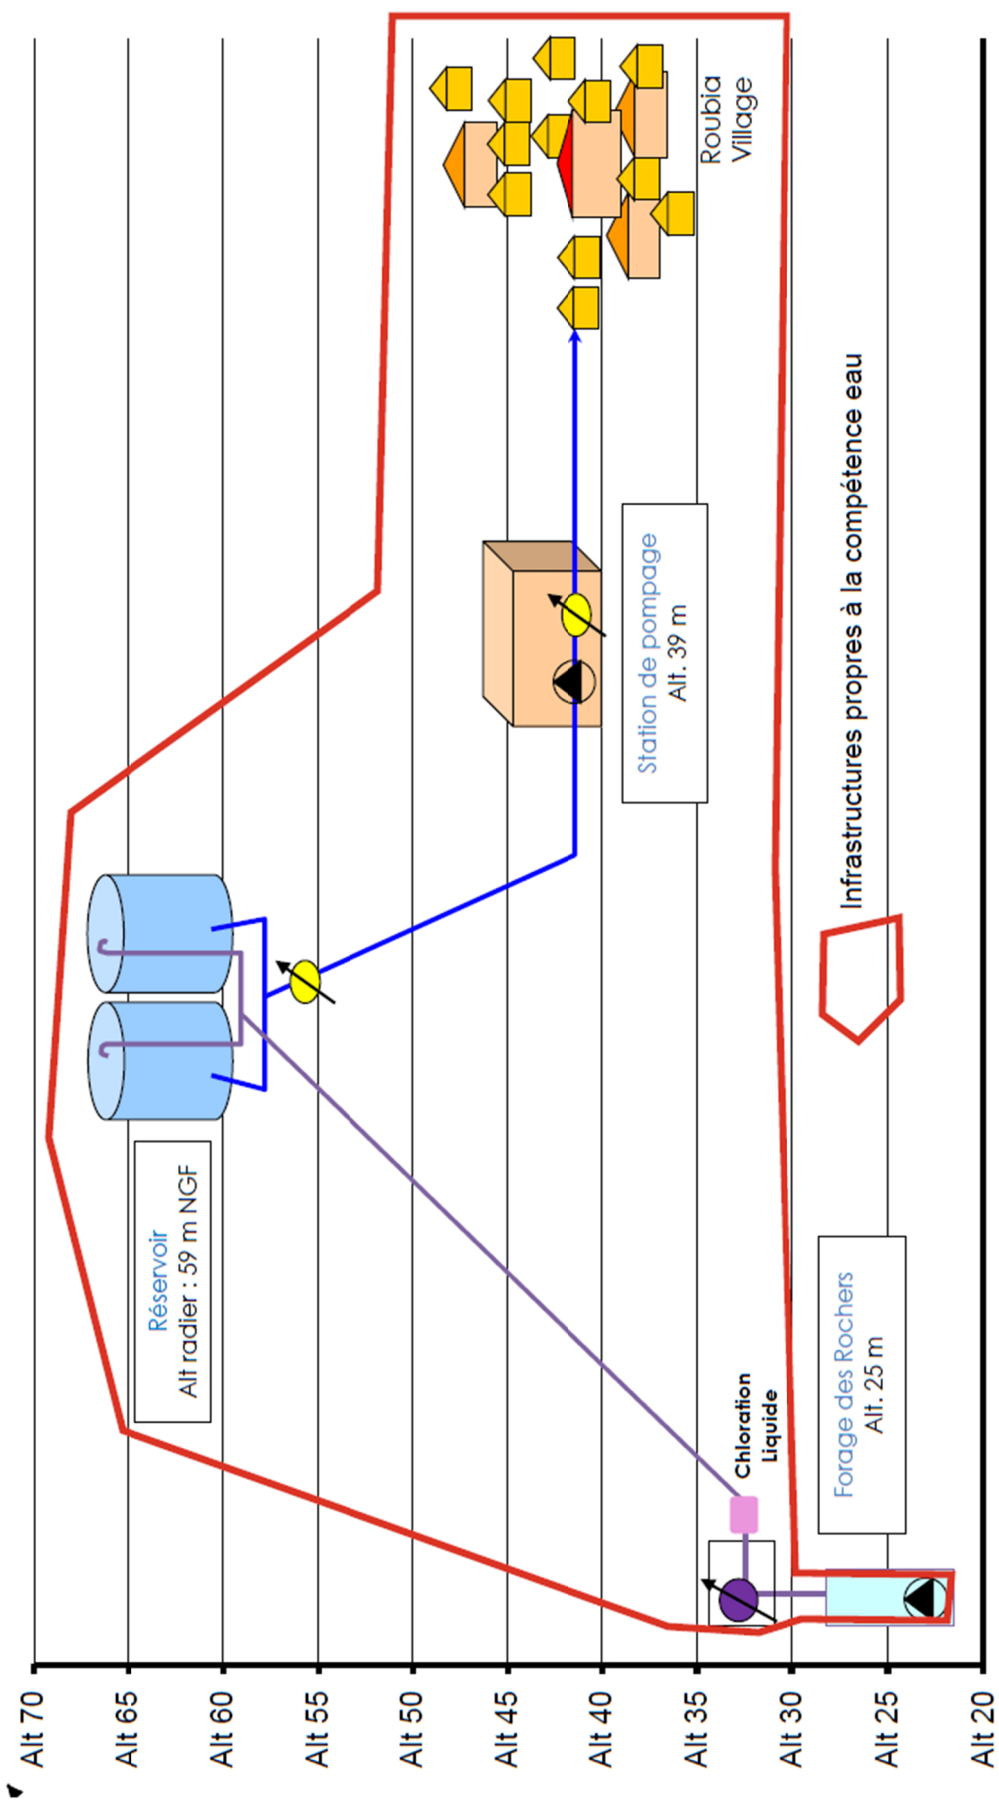 Alt 70
Alt 65
Alt 60
Alt 55
Alt 50
Alt 45
Alt 40
Alt 35
Alt 30
Alt 25
Alt 20
Réservoir
Alt radier : 59 m NGF
Station de pompage
Alt. 39 m
Roubia
Village
Chloration
Liquide
Forage des Rochers
Alt. 25 m
Infrastructures propres à la compétence eau